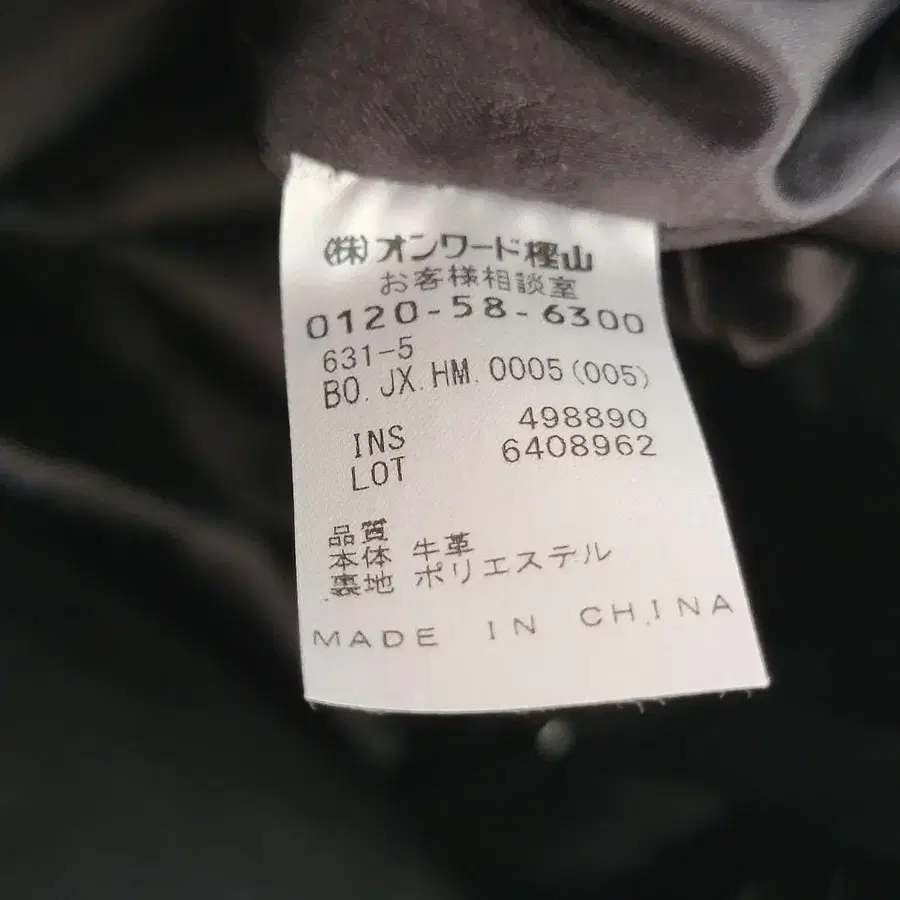 (株)オンワード樫山
お客様相談室
0120-58-6300
631-5
BO.JX.HM.0005(005)
INS 498890
LOT 6408962
品質
本体 牛革
裏地 ポリエステル
MADE IN CHINA